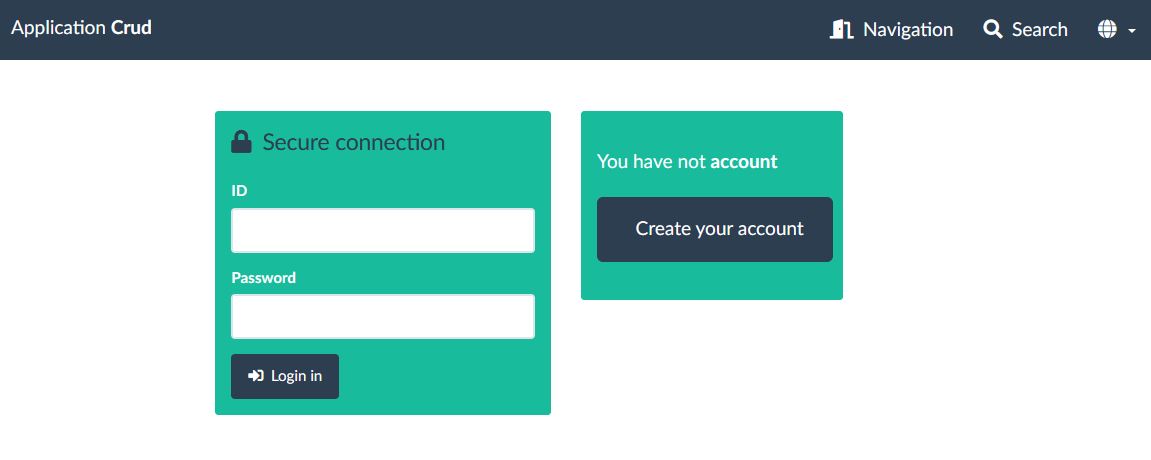 Application Crud
Navigation
Search
Secure connection
ID
Password
Login in
You have not account
Create your account